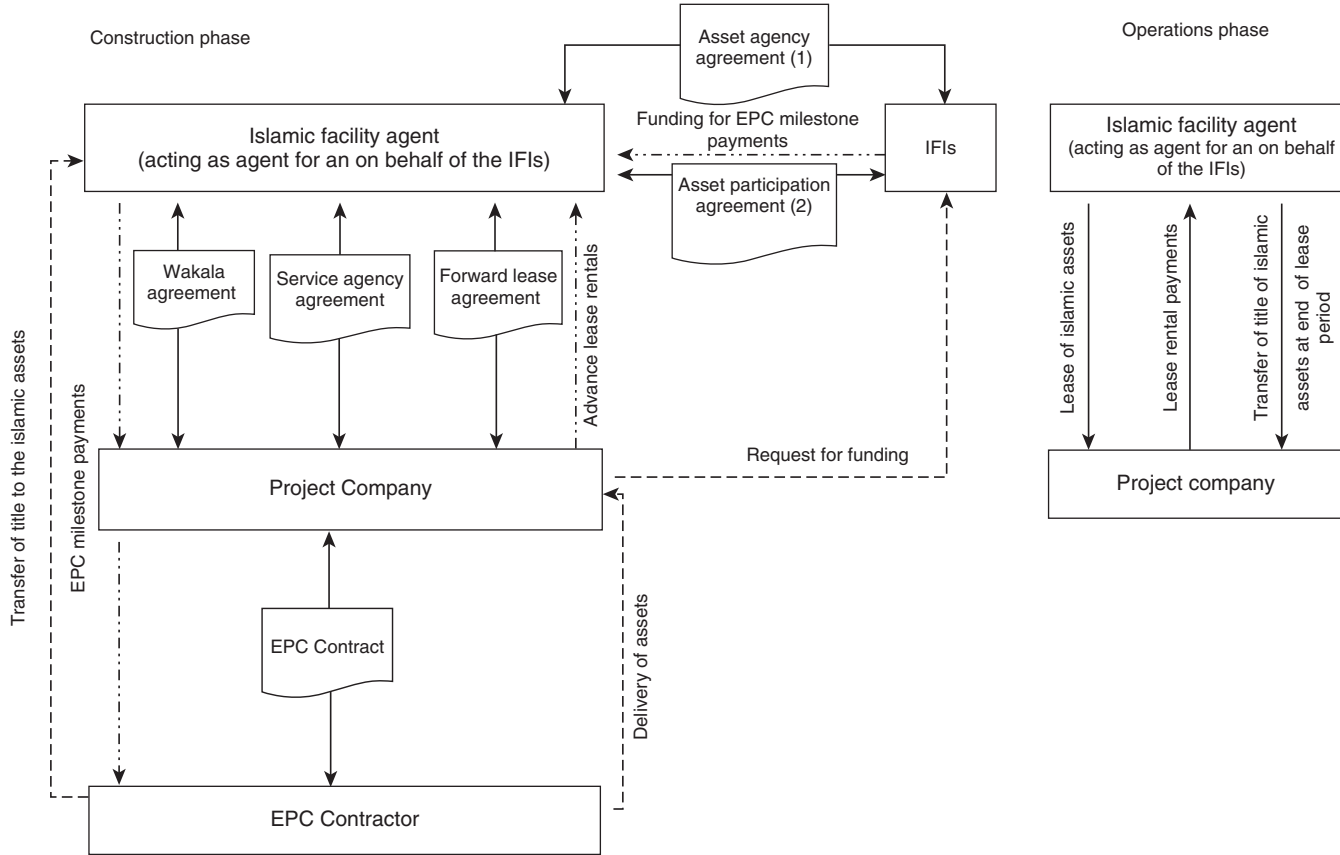 Construction phase
Asset agency
agreement (1)
Operations phase
Islamic facility agent
(acting as agent for an on behalf of the IFIs)
Funding for EPC milestone
payments
IFIs
Asset participation
agreement (2)
Islamic facility agent
(acting as agent for an on behalf
of the IFIs)
Wakala
agreement
Service agency
agreement
Forward lease
agreement
Advance lease rentals
Transfer of title to the islamic assets
EPC milestone payments
Request for funding
Lease of islamic assets
Lease rental payments
Transfer of title of islamic
assets at end of lease
period
Project Company
Project company
EPC Contract
Delivery of assets
EPC Contractor